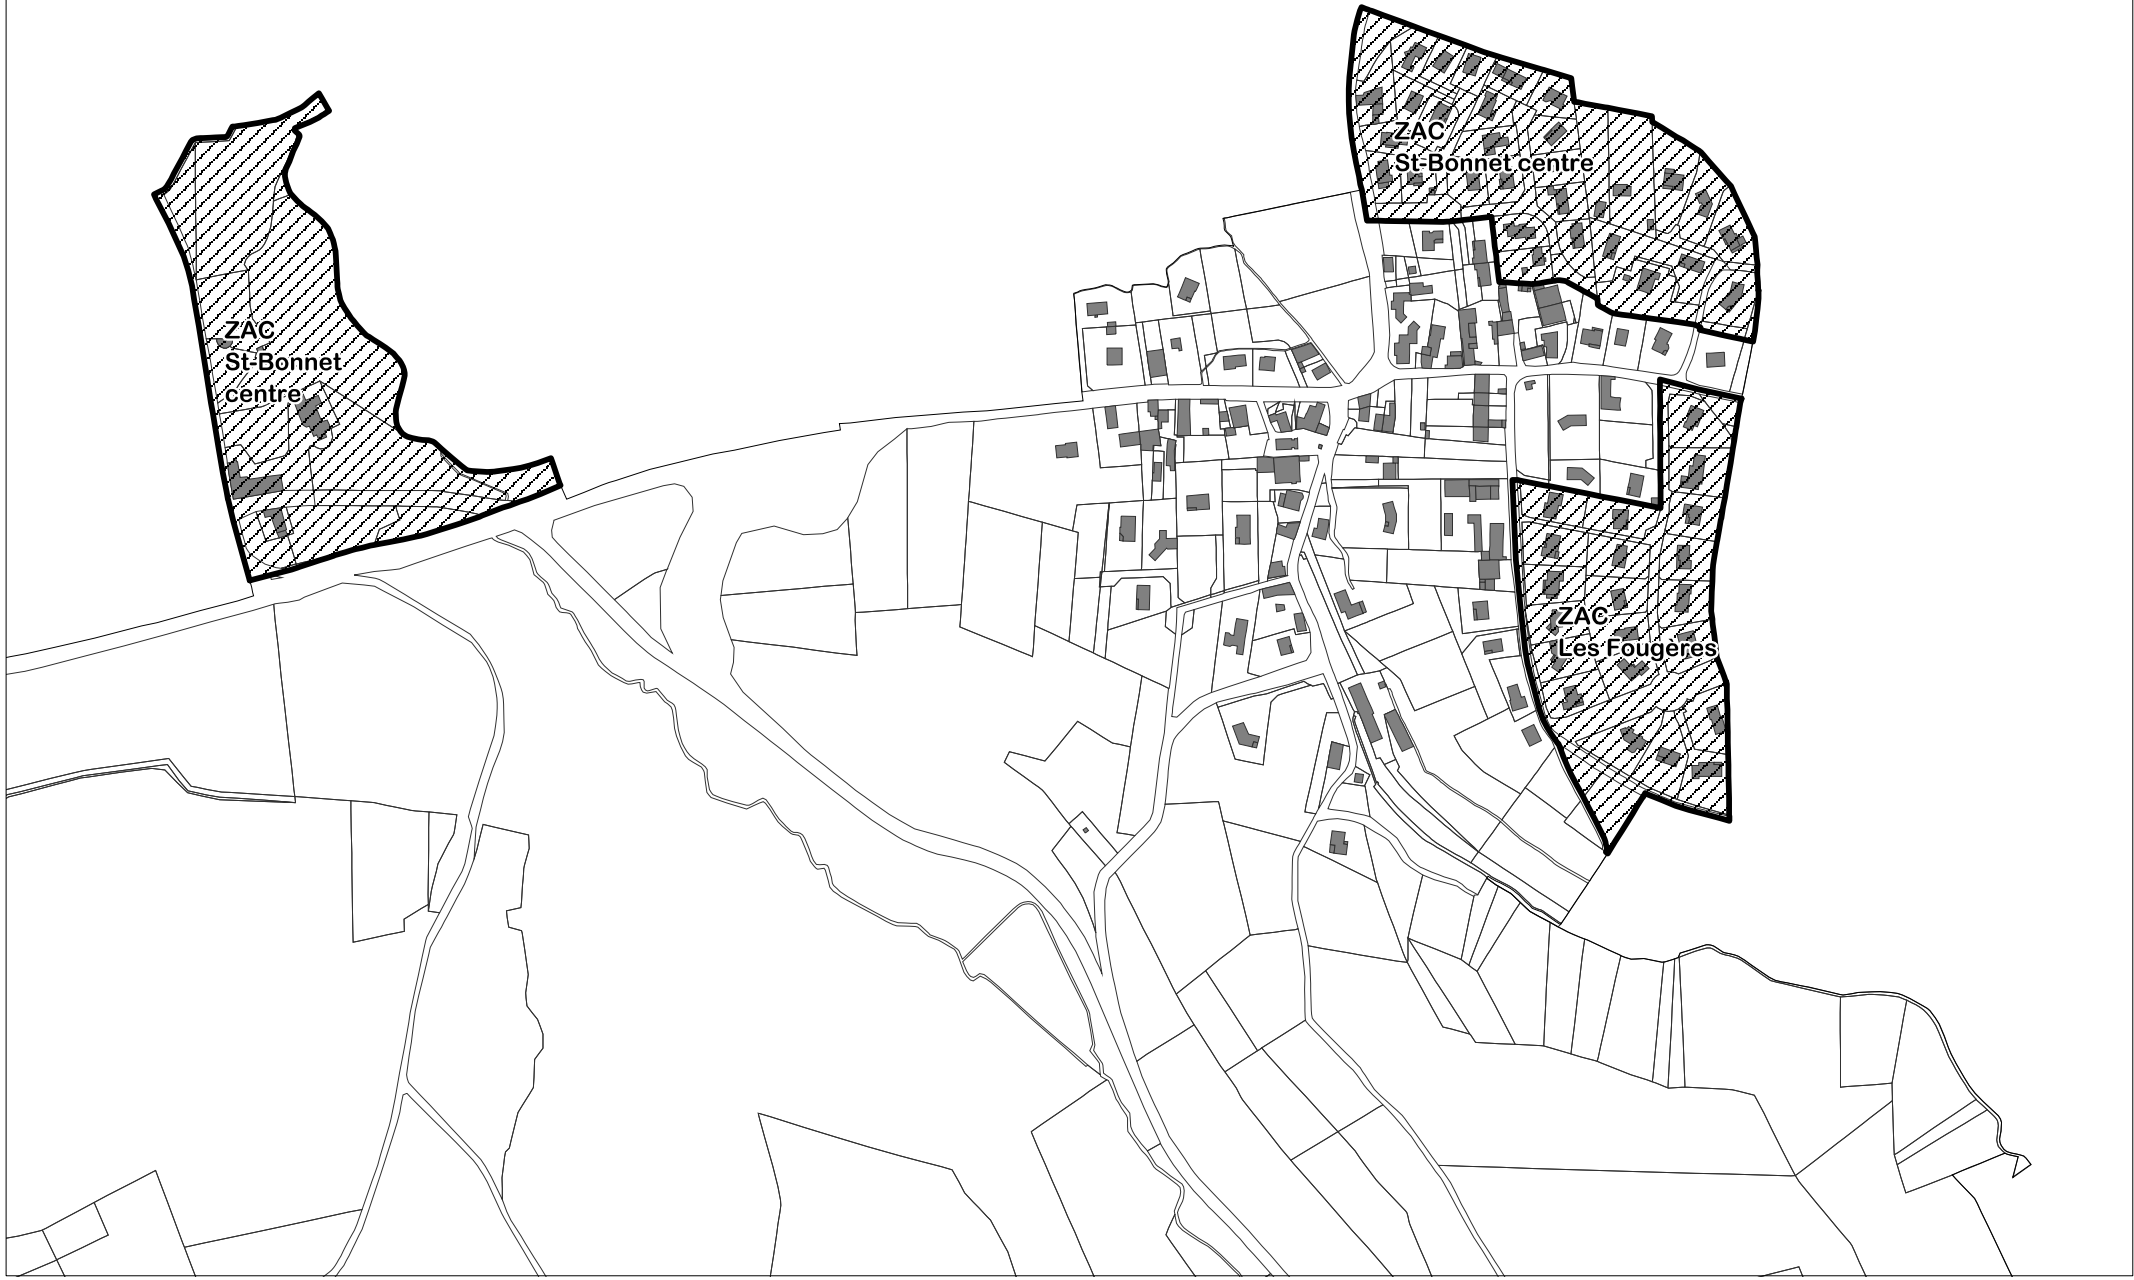 ZAC
St-Bonnet centre
ZAC
St-Bonnet
centre
ZAC
Les Fougères